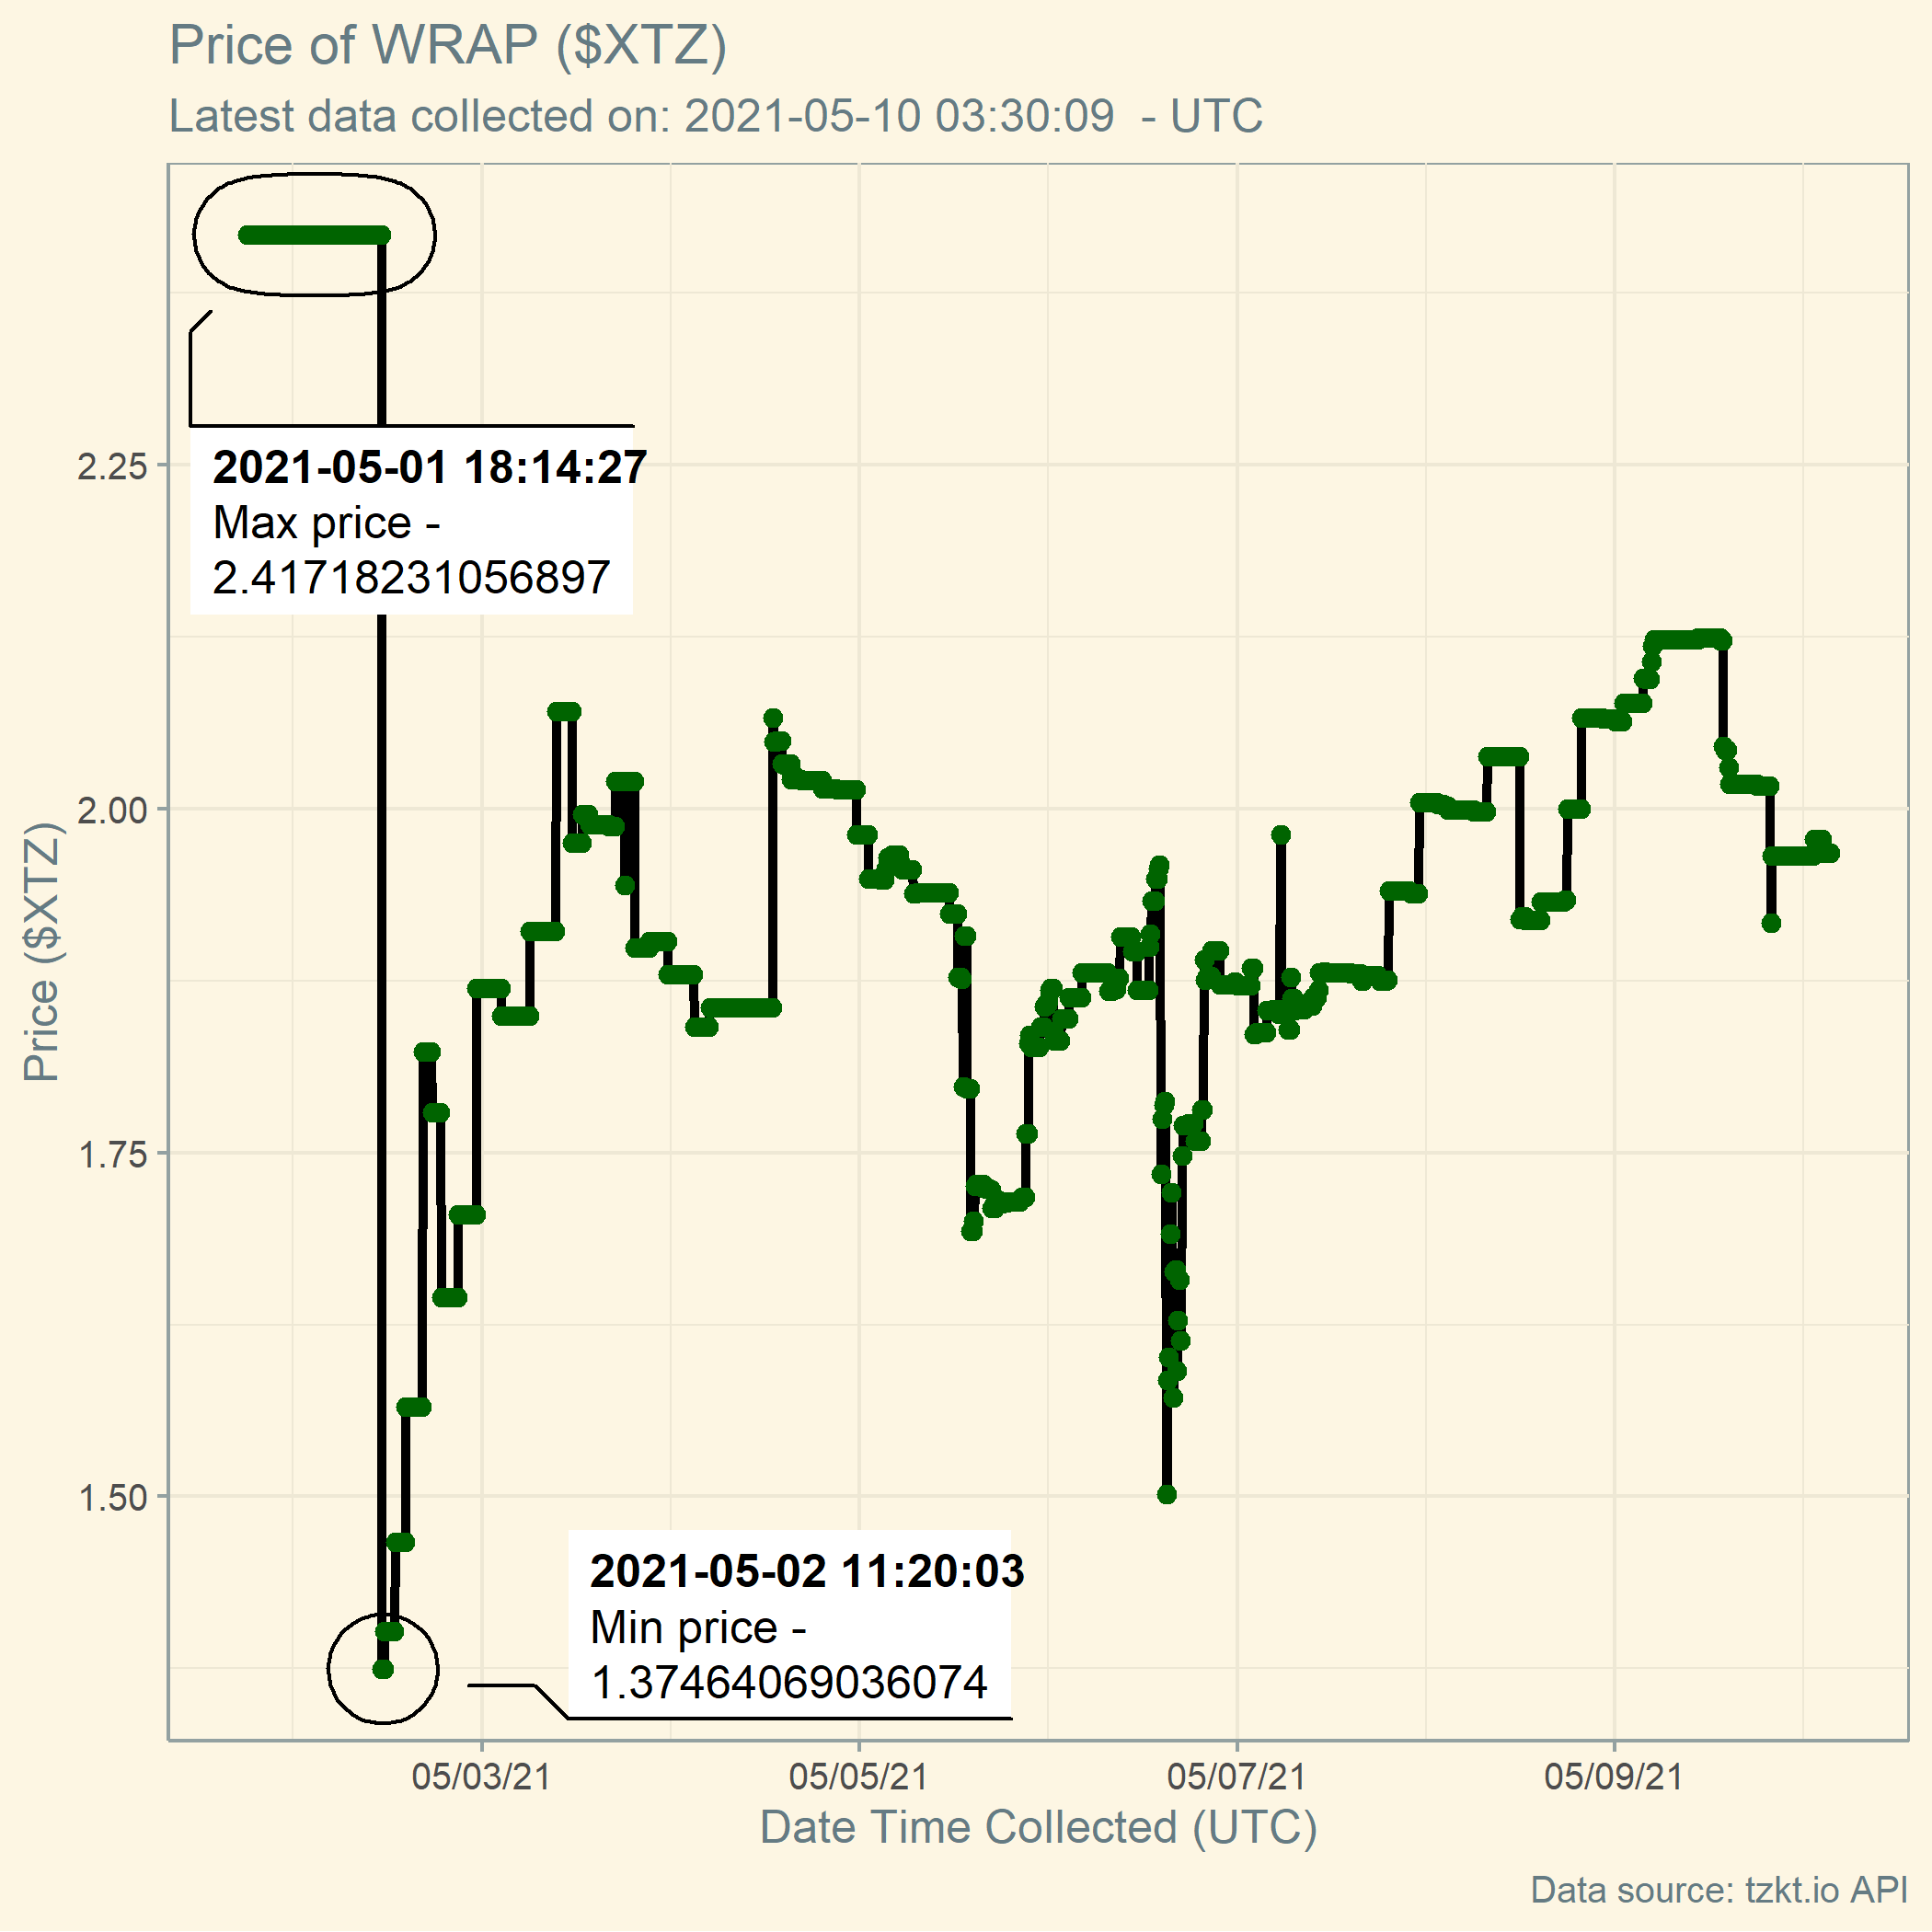 Price of WRAP ($XTZ)
Latest data collected on: 2021-05-10 03:30:09  - UTC
2021-05-01 18:14:27
Max price -
2.41718231056897
2.25
2.00
1.75
1.50
Price ($XTZ)
2021-05-02 11:20:03
Min price -
1.37464069036074
05/03/21
05/05/21
05/07/21
05/09/21
Date Time Collected (UTC)
Data source: tzkt.io API